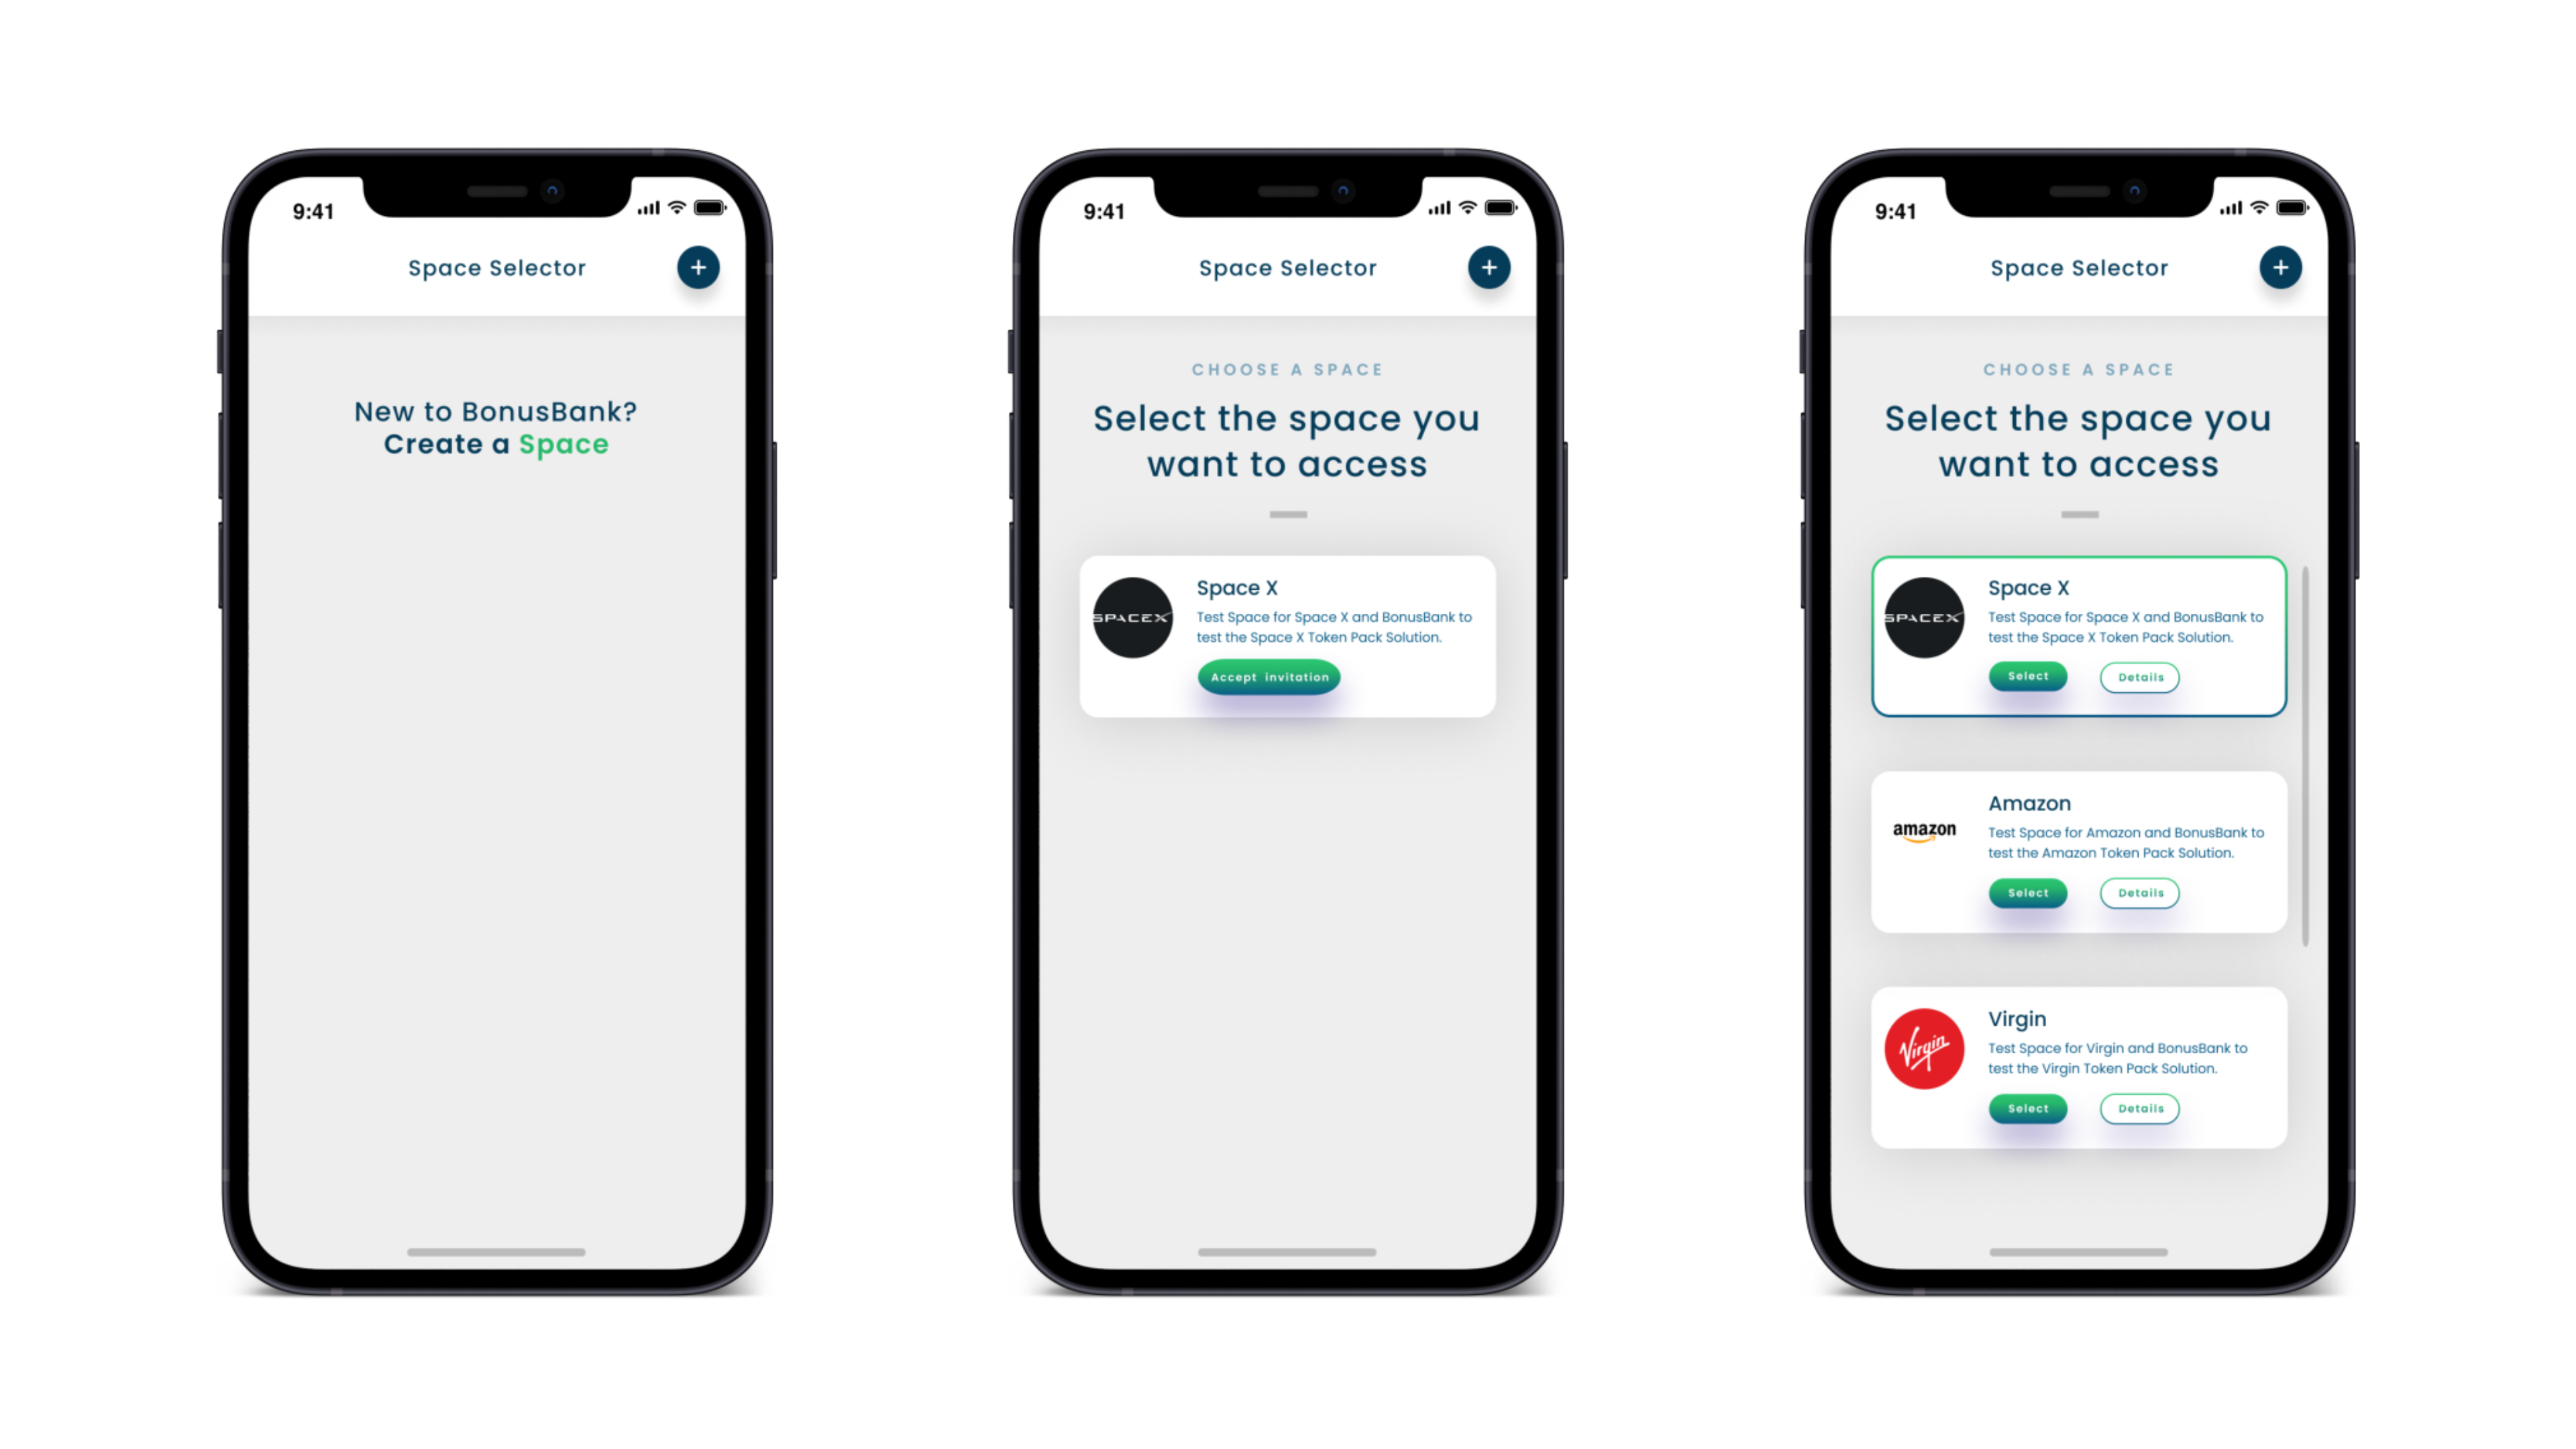 9:41
Space Selector
+
New to BonusBank?
Create a Space
9:41
Space Selector
+
CHOOSE A SPACE
Select the space you
want to access
SPACEX
Space X
Test Space for Space X and BonusBank to
test the Space X Token Pack Solution.
Accept invitation
9:41
Space Selector
+
CHOOSE A SPACE
Select the space you
want to access
SPACEX
Space X
Test Space for Space X and BonusBank to
test the Space X Token Pack Solution.
Select Details
amazon
Amazon
Test Space for Amazon and BonusBank to
test the Amazon Token Pack Solution.
Select Details
Virgin
Virgin
Test Space for Virgin and BonusBank to
test the Virgin Token Pack Solution.
Select Details